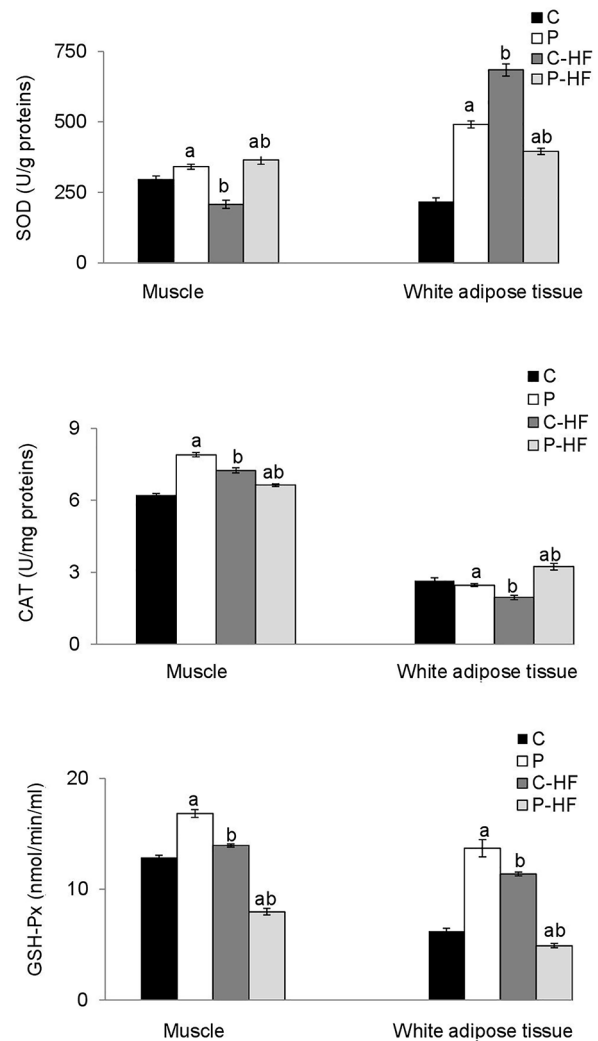 C
P
C-HF
P-HF
SOD (U/g proteins)
750
500
250
0
a
b
ab
a
b
ab
Muscle
White adipose tissue
C
P
C-HF
P-HF
CAT (U/mg proteins)
9
6
3
0
a
b
ab
a
b
ab
Muscle
White adipose tissue
C
P
C-HF
P-HF
GSH-Px (nmol/min/ml)
20
10
0
a
b
ab
a
b
ab
Muscle
White adipose tissue